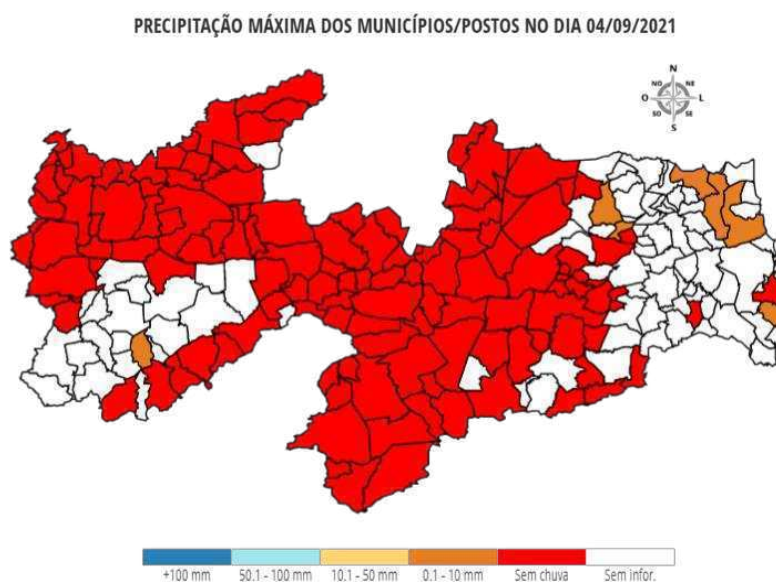 PRECIPITAÇÃO MÁXIMA DOS MUNICÍPIOS/POSTOS NO DIA 04/09/2021
N
NO NE
O L
SO SE
S
+100 mm 50.1 - 100 mm 10.1 - 50 mm 0.1 - 10 mm Sem chuva Sem infor.